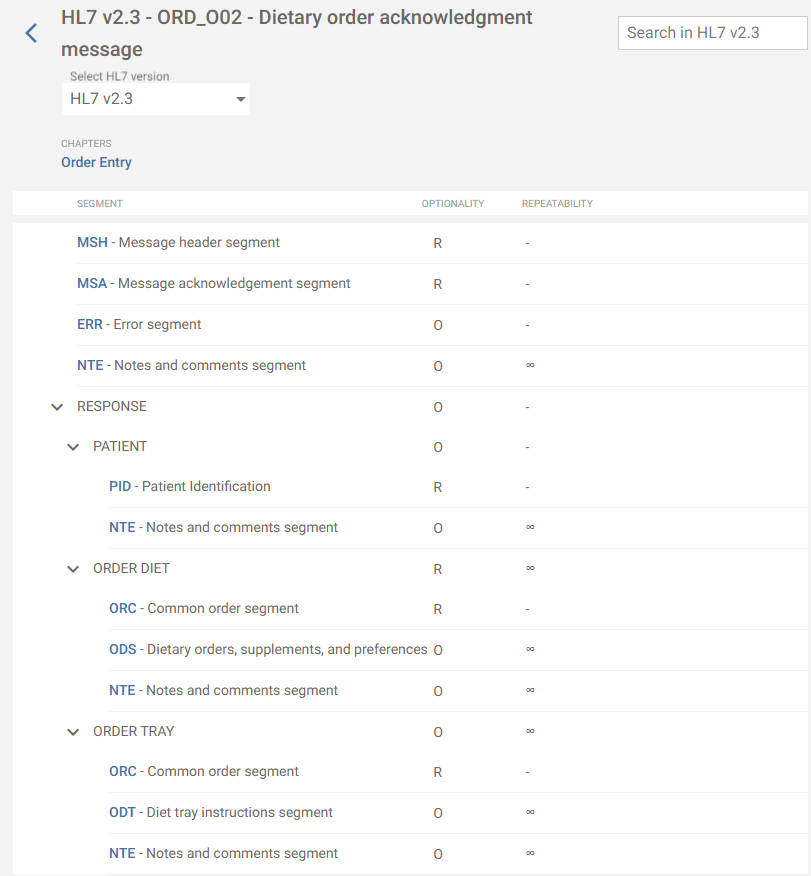 HL7 v2.3 - ORD_O02 - Dietary order acknowledgment
message
Search in HL7 v2.3
Select HL7 version
HL7 v2.3
CHAPTERS
Order Entry
SEGMENT OPTIONALITY REPEATABILITY
MSH - Message header segment R -
MSA - Message acknowledgement segment R -
ERR - Error segment O -
NTE - Notes and comments segment O ∞
RESPONSE O -
PATIENT O -
PID - Patient Identification R -
NTE - Notes and comments segment O ∞
ORDER DIET R ∞
ORC - Common order segment R -
ODS - Dietary orders, supplements, and preferences O ∞
NTE - Notes and comments segment O ∞
ORDER TRAY O ∞
ORC - Common order segment R -
ODT - Diet tray instructions segment O ∞
NTE - Notes and comments segment O ∞